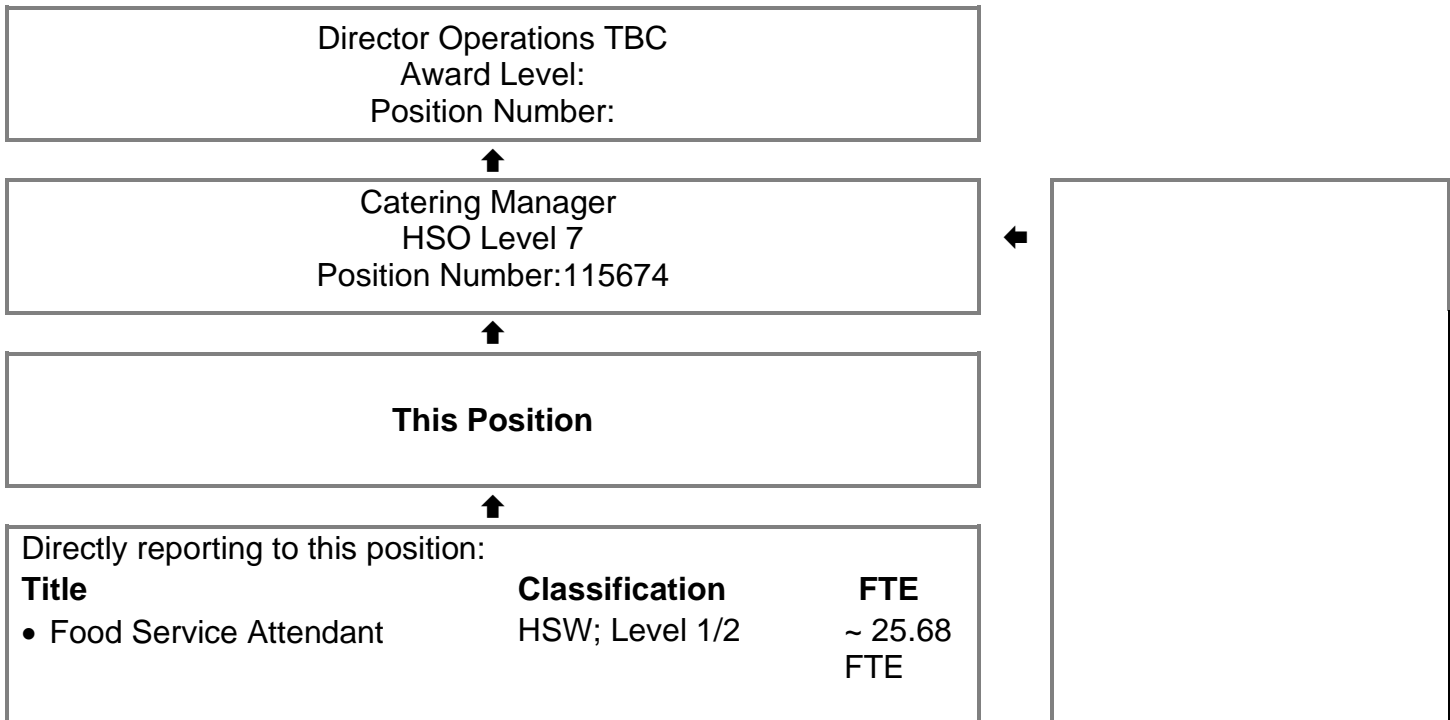 Director Operations TBC
Award Level:
Position Number:
Catering Manager
HSO Level 7
Position Number:115674
This Position
Directly reporting to this position:
Title Classification FTE
• Food Service Attendant HSW; Level 1/2 ~ 25.68
FTE